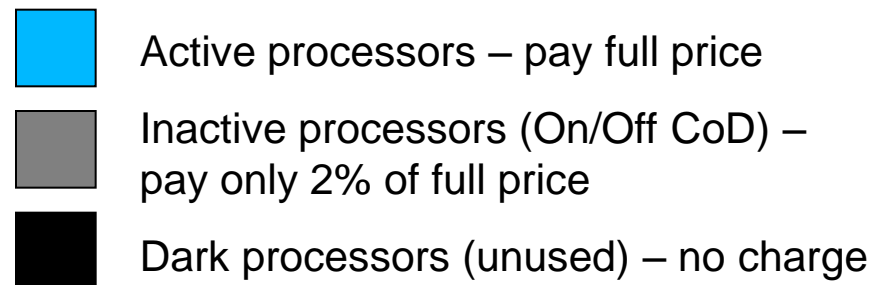 Active processors – pay full price
Inactive processors (On/Off CoD) –
pay only 2% of full price
Dark processors (unused) – no charge